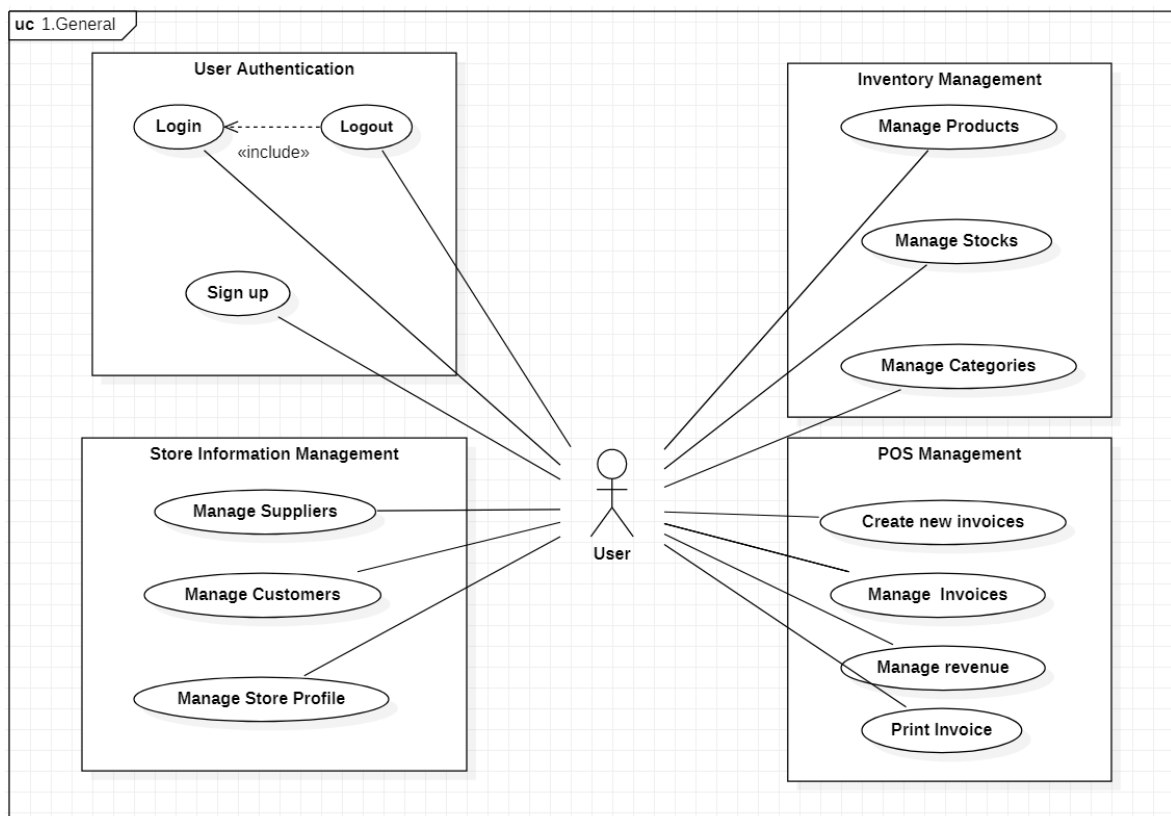 uc 1.General
User Authentication
Login
Logout
«include»
Sign up
Inventory Management
Manage Products
Manage Stocks
Manage Categories
Store Information Management
Manage Suppliers
Manage Customers
Manage Store Profile
User
POS Management
Create new invoices
Manage  Invoices
Manage revenue
Print Invoice